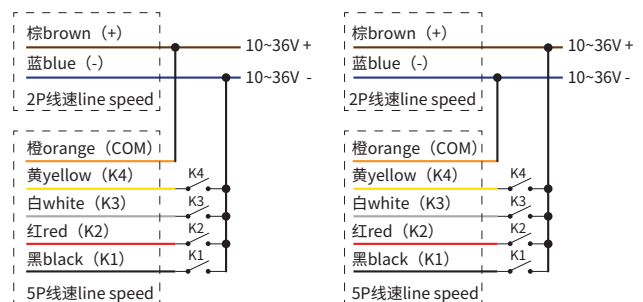 棕brown（+）
10~36V +
蓝blue（-）
10~36V -
2P线速line speed
橙orange（COM）
黄yellow（K4）
K4
白white（K3）
K3
红red（K2）
K2
黑black（K1）
K1
5P线速line speed
棕brown（+）
10~36V +
蓝blue（-）
10~36V -
2P线速line speed
橙orange（COM）
黄yellow（K4）
K4
白white（K3）
K3
红red（K2）
K2
黑black（K1）
K1
5P线速line speed